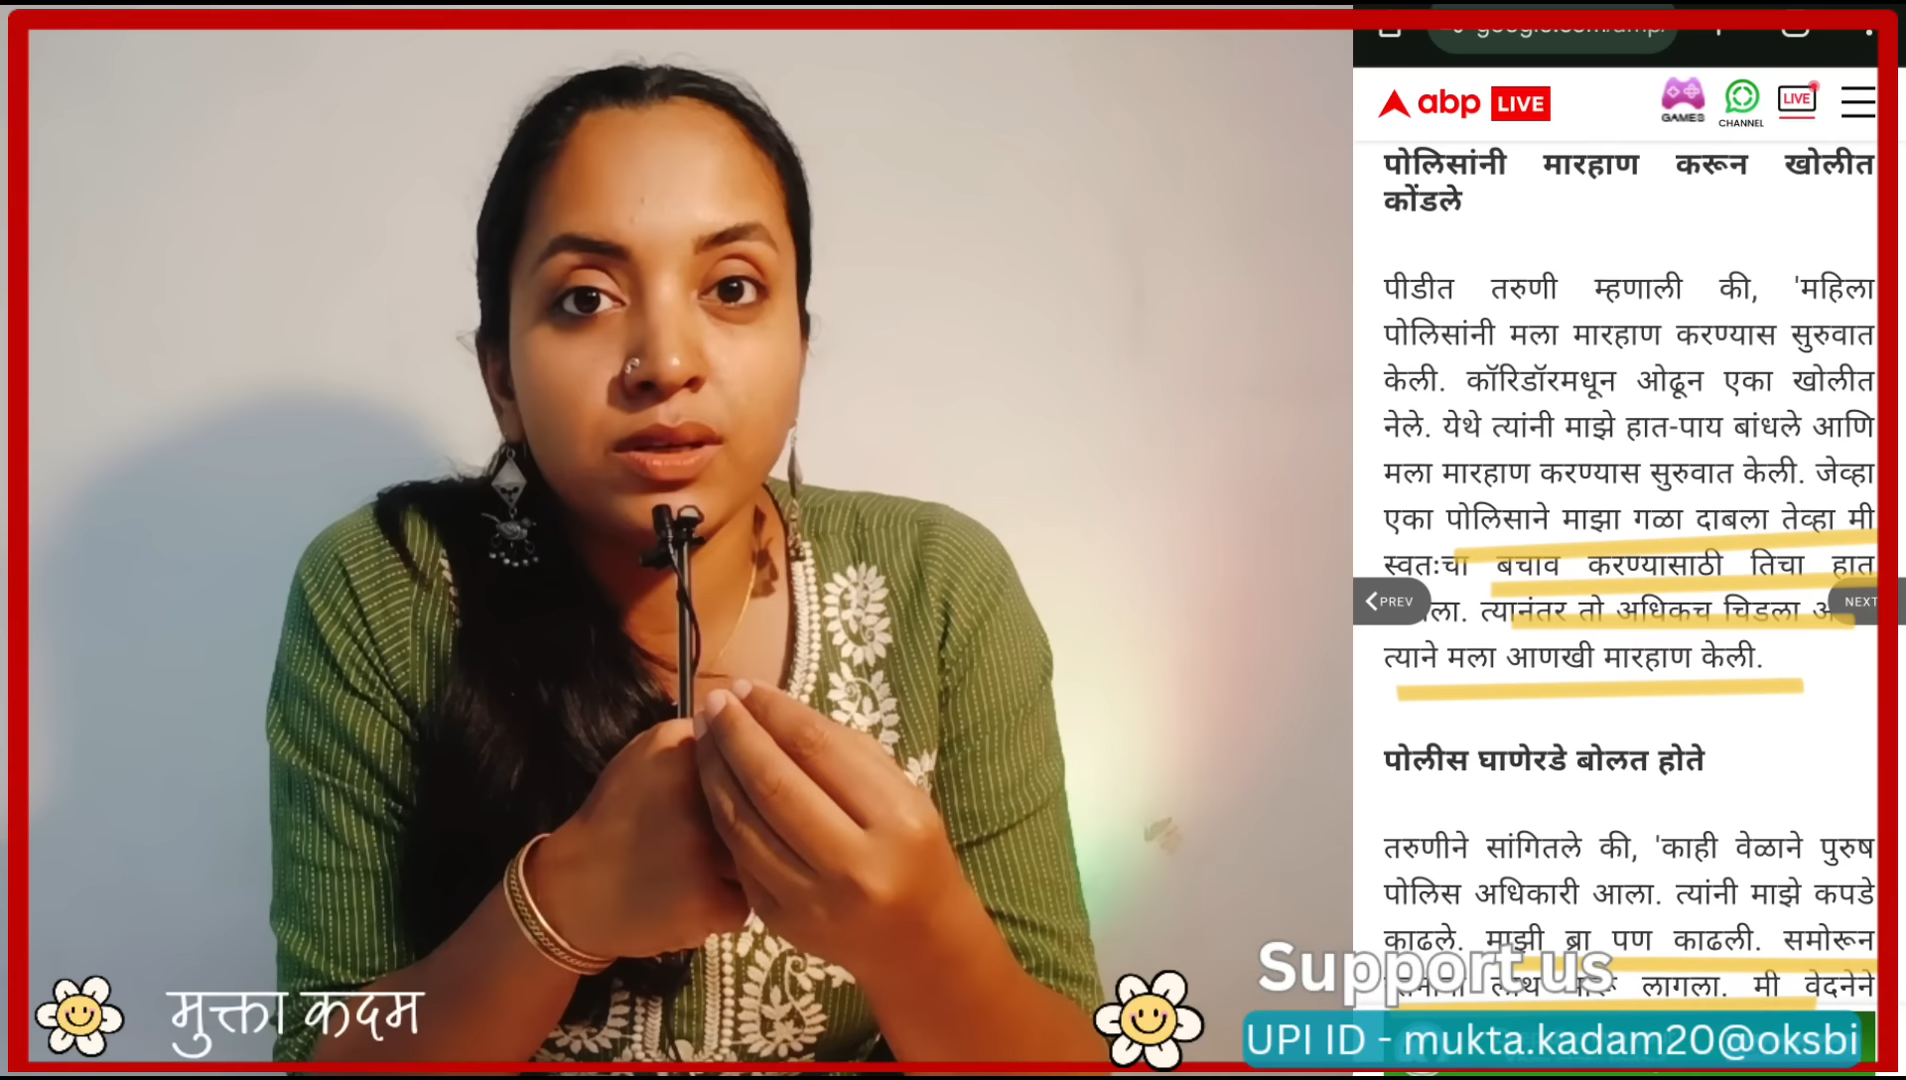 abp LIVE
GAMES
CHANNEL
LIVE
पोलिसांनी मारहाण करून खोलीत
कोंडले
पीडीत तरुणी म्हणाली की, 'महिला
पोलिसांनी मला मारहाण करण्यास सुरुवात
केली. कॉरिडॉरमधून ओढून एका खोलीत
नेले. येथे त्यांनी माझे हात-पाय बांधले आणि
मला मारहाण करण्यास सुरुवात केली. जेव्हा
एका पोलिसाने माझा गळा दाबला तेव्हा मी
स्वतःचा बचाव करण्यासाठी तिचा हात
PREV
त्यानंतर तो अधिकच चिडला
NEXT
त्याने मला आणखी मारहाण केली.
पोलीस घाणेरडे बोलत होते
तरुणीने सांगितले की, 'काही वेळाने पुरुष
पोलिस अधिकारी आला. त्यांनी माझे कपडे
काढले. माझी ब्रा पण काढली. समोरून
लागला. मी वेदनेने
Support us
मुक्ता कदम
UPI ID - mukta.kadam20@oksbi